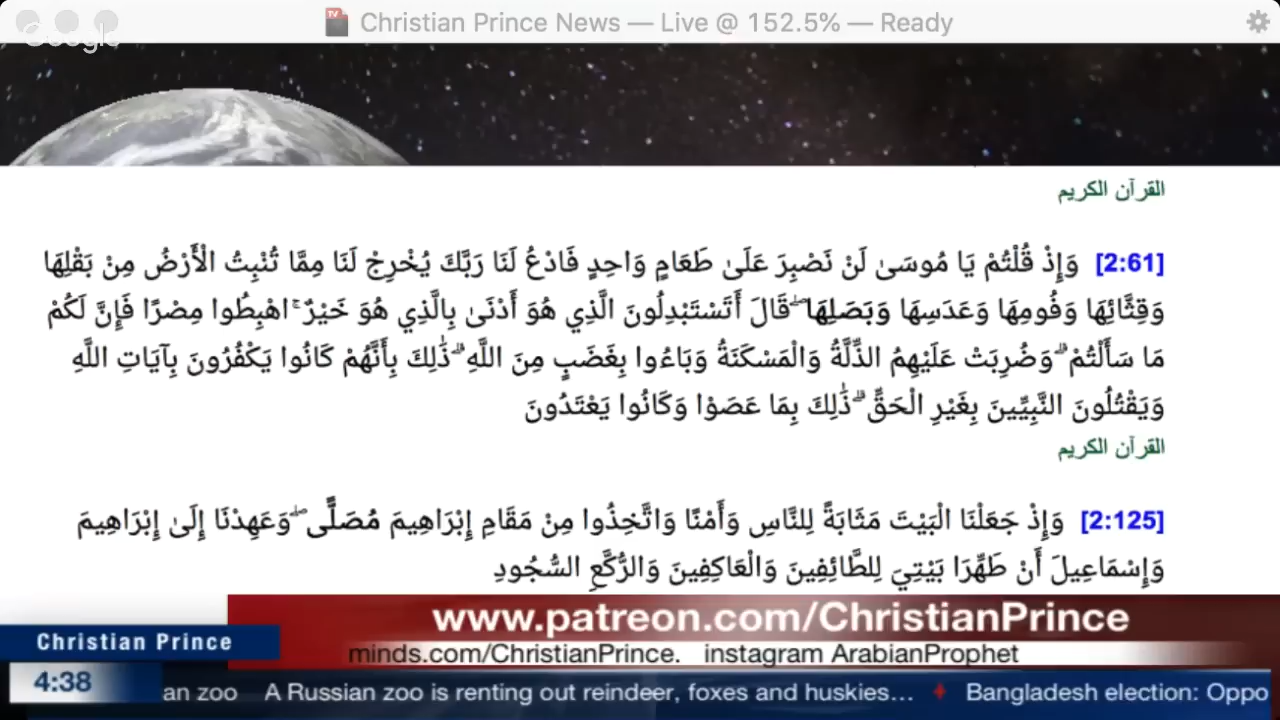 Christian Prince News — Live @ 152.5% — Ready
Google
القرآن الكريم
[2:61] وَإِذْ قُلْتُمْ يَا مُوسَىٰ لَنْ نَصْبِرَ عَلَىٰ طَعَامٍ وَاحِدٍ فَادْعُ لَنَا رَبَّكَ يُخْرِجْ لَنَا مِمَّا تُنْبِتُ الْأَرْضُ مِنْ بَقْلِهَا
وَقِثَّائِهَا وَفُومِهَا وَعَدَسِهَا وَبَصَلِهَا ۖ قَالَ أَتَسْتَبْدِلُونَ الَّذِي هُوَ أَدْنَىٰ بِالَّذِي هُوَ خَيْرٌ ۚ اهْبِطُوا مِصْرًا فَإِنَّ لَكُمْ
مَا سَأَلْتُمْ ۗ وَضُرِبَتْ عَلَيْهِمُ الذِّلَّةُ وَالْمَسْكَنَةُ وَبَاءُوا بِغَضَبٍ مِنَ اللَّهِ ۗ ذَٰلِكَ بِأَنَّهُمْ كَانُوا يَكْفُرُونَ بِآيَاتِ اللَّهِ
وَيَقْتُلُونَ النَّبِيِّينَ بِغَيْرِ الْحَقِّ ۗ ذَٰلِكَ بِمَا عَصَوْا وَكَانُوا يَعْتَدُونَ
القرآن الكريم
[2:125] وَإِذْ جَعَلْنَا الْبَيْتَ مَثَابَةً لِلنَّاسِ وَأَمْنًا وَاتَّخِذُوا مِنْ مَقَامِ إِبْرَاهِيمَ مُصَلًّى ۖ وَعَهِدْنَا إِلَىٰ إِبْرَاهِيمَ
وَإِسْمَاعِيلَ أَنْ طَهِّرَا بَيْتِيَ لِلطَّائِفِينَ وَالْعَاكِفِينَ وَالرُّكَّعِ السُّجُودِ
www.patreon.com/ChristianPrince
Christian Prince
minds.com/ChristianPrince. instagram ArabianProphet
4:38
an zoo A Russian zoo is renting out reindeer, foxes and huskies... Bangladesh election: Oppo